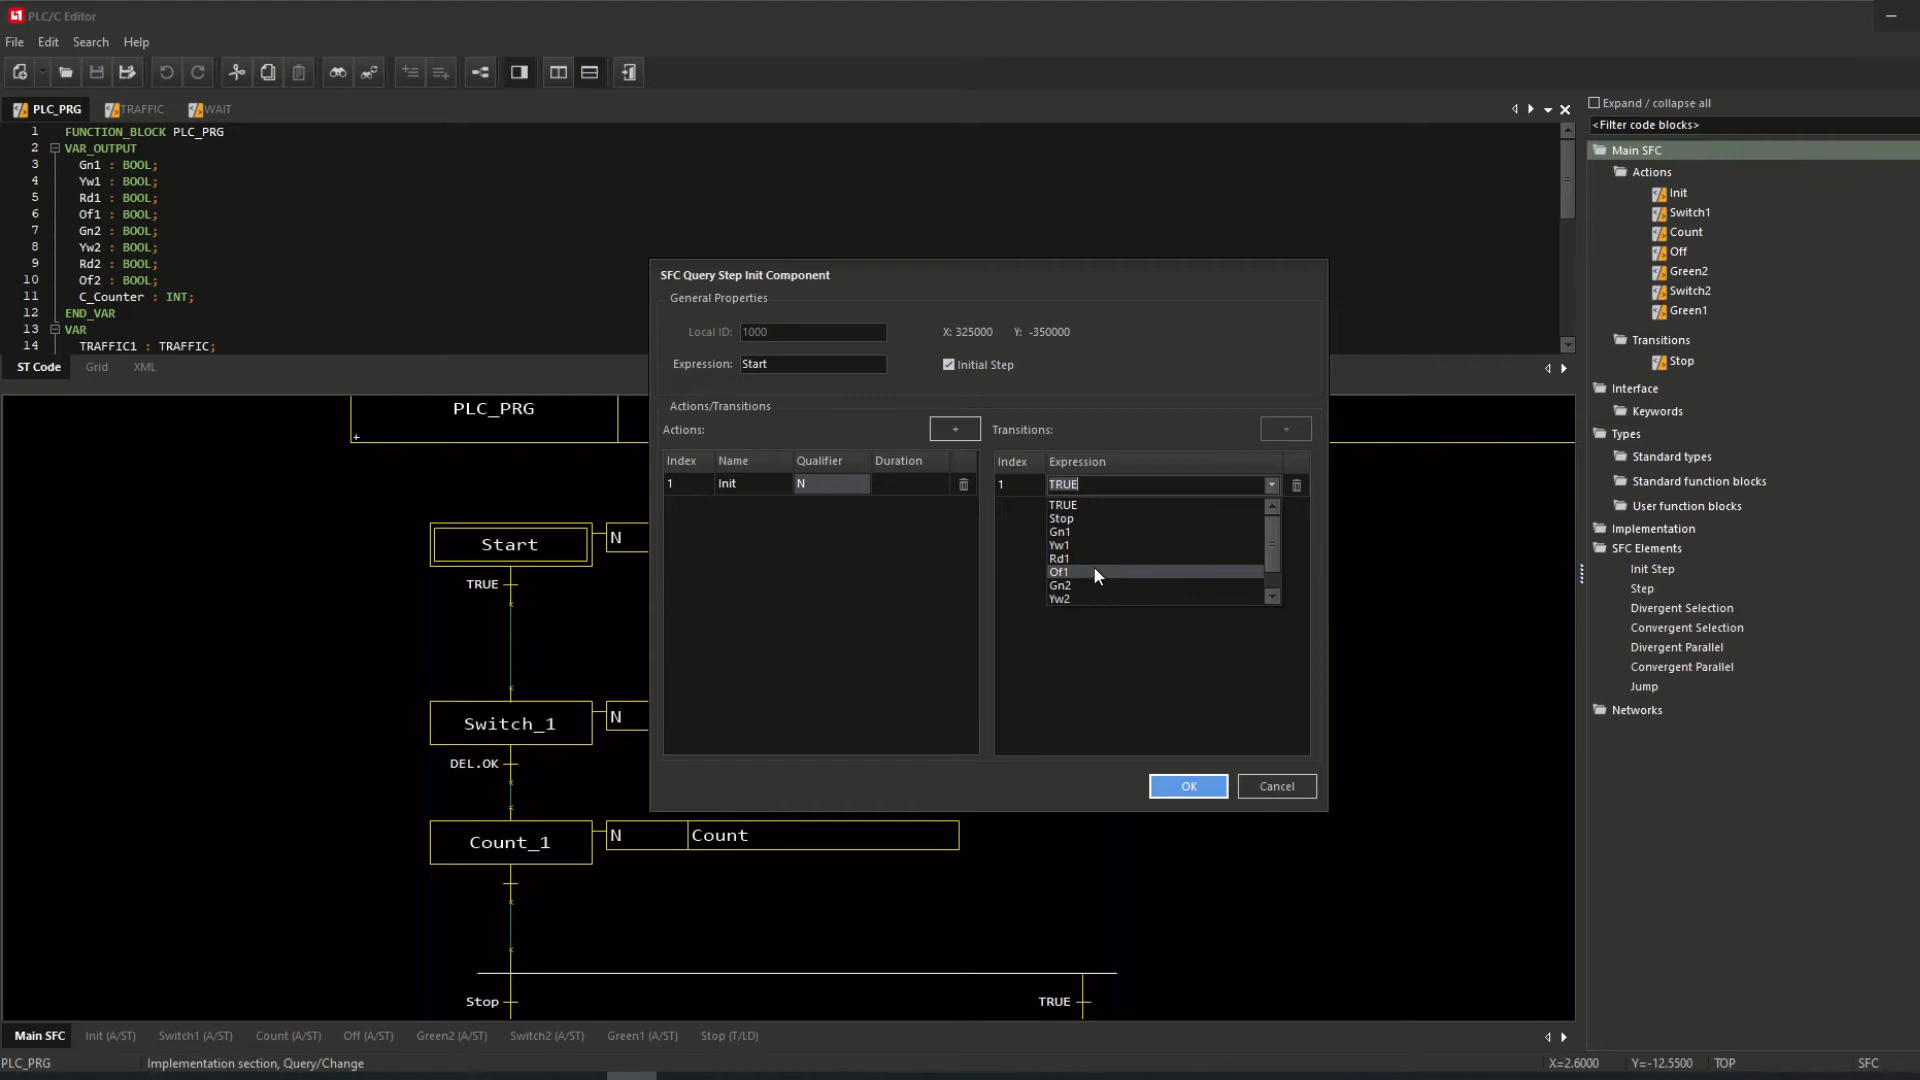 PLC/C Editor
File Edit Search Help
PLC_PRG TRAFFIC WAIT
1 FUNCTION_BLOCK PLC_PRG
2 VAR_OUTPUT
3 Gn1 : BOOL;
4 Yw1 : BOOL;
5 Rd1 : BOOL;
6 Of1 : BOOL;
7 Gn2 : BOOL;
8 Yw2 : BOOL;
9 Rd2 : BOOL;
10 Of2 : BOOL;
11 C_Counter : INT;
12 END_VAR
13 VAR
14 TRAFFIC1 : TRAFFIC;
ST Code Grid XML
PLC_PRG
+
Start
N
TRUE
Switch_1
N
DEL.OK
Count_1
N Count
Stop
TRUE
SFC Query Step Init Component
General Properties
Local ID: 1000 X: 325000 Y: -350000
Expression: Start Initial Step
Actions/Transitions
Actions: + Transitions: +
Index Name Qualifier Duration
1 Init N
Index Expression
1 TRUE
TRUE
Stop
Gn1
Yw1
Rd1
Of1
Gn2
Yw2
OK Cancel
Expand / collapse all
<Filter code blocks>
Main SFC
Actions
Init
Switch1
Count
Off
Green2
Switch2
Green1
Transitions
Stop
Interface
Keywords
Types
Standard types
Standard function blocks
User function blocks
Implementation
SFC Elements
Init Step
Step
Divergent Selection
Convergent Selection
Divergent Parallel
Convergent Parallel
Jump
Networks
Main SFC Init (A/ST) Switch1 (A/ST) Count (A/ST) Off (A/ST) Green2 (A/ST) Switch2 (A/ST) Green1 (A/ST) Stop (T/LD)
PLC_PRG Implementation section, Query/Change X=2.6000 Y=-12.5500 TOP SFC